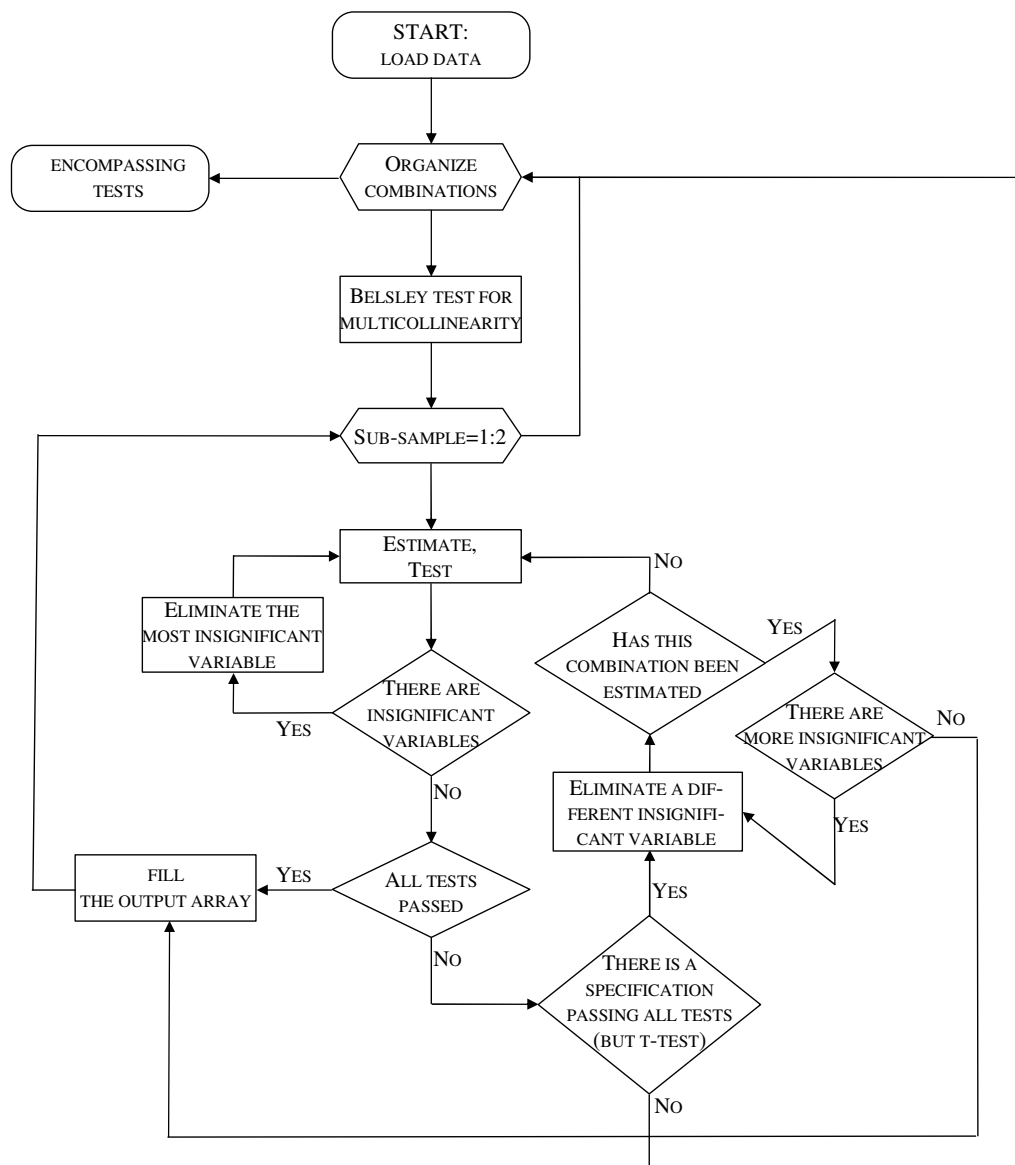 START:
LOAD DATA
ENCOMPASSING
TESTS
ORGANIZE
COMBINATIONS
BELSLEY TEST FOR
MULTICOLLINEARITY
SUB-SAMPLE=1:2
ESTIMATE,
TEST
NO
ELIMINATE THE
MOST INSIGNIFICANT
VARIABLE
HAS THIS
COMBINATION BEEN
ESTIMATED
YES
THERE ARE
INSIGNIFICANT
VARIABLES
YES
THERE ARE
MORE INSIGNIFICANT
VARIABLES
NO
NO
ELIMINATE A DIF-
FERENT INSIGNIFI-
CANT VARIABLE
YES
FILL
THE OUTPUT ARRAY
YES
ALL TESTS
PASSED
YES
NO
THERE IS A
SPECIFICATION
PASSING ALL TESTS
(BUT T-TEST)
NO